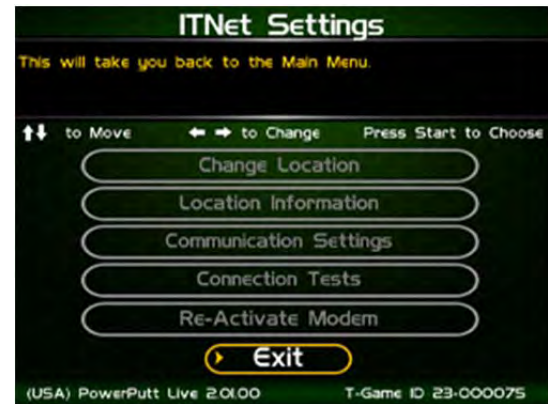 ITNet Settings
This will take you back to the Main Menu.
to Move to Change Press Start to Choose
Change Location
Location Information
Communication Settings
Connection Tests
Re-Activate Modem
Exit
(USA) PowerPutt Live 2.01.00 T-Game ID 23-000075